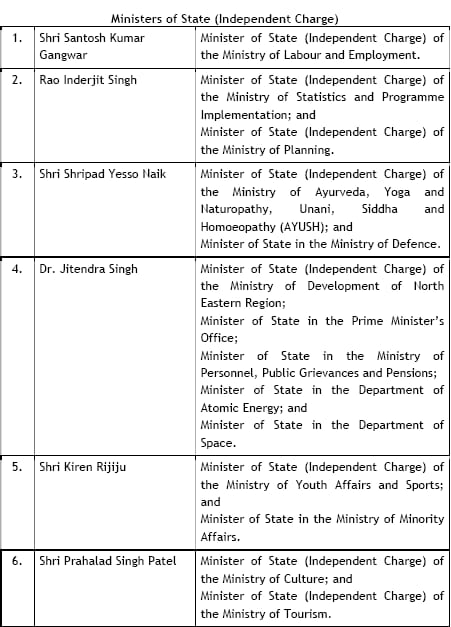 Ministers of State (Independent Charge)
1. Shri Santosh Kumar Gangwar Minister of State (Independent Charge) of
the Ministry of Labour and Employment.
2. Rao Inderjit Singh Minister of State (Independent Charge) of
the Ministry of Statistics and Programme
Implementation; and
Minister of State (Independent Charge) of
the Ministry of Planning.
3. Shri Shripad Yesso Naik Minister of State (Independent Charge) of
the Ministry of Ayurveda, Yoga and
Naturopathy, Unani, Siddha and
Homoeopathy (AYUSH); and
Minister of State in the Ministry of Defence.
4. Dr. Jitendra Singh Minister of State (Independent Charge) of
the Ministry of Development of North
Eastern Region;
Minister of State in the Prime Minister's
Office;
Minister of State in the Ministry of
Personnel, Public Grievances and Pensions;
Minister of State in the Department of
Atomic Energy; and
Minister of State in the Department of
Space.
5. Shri Kiren Rijiju Minister of State (Independent Charge) of
the Ministry of Youth Affairs and Sports;
and
Minister of State in the Ministry of Minority
Affairs.
6. Shri Prahalad Singh Patel Minister of State (Independent Charge) of
the Ministry of Culture; and
Minister of State (Independent Charge) of
the Ministry of Tourism.